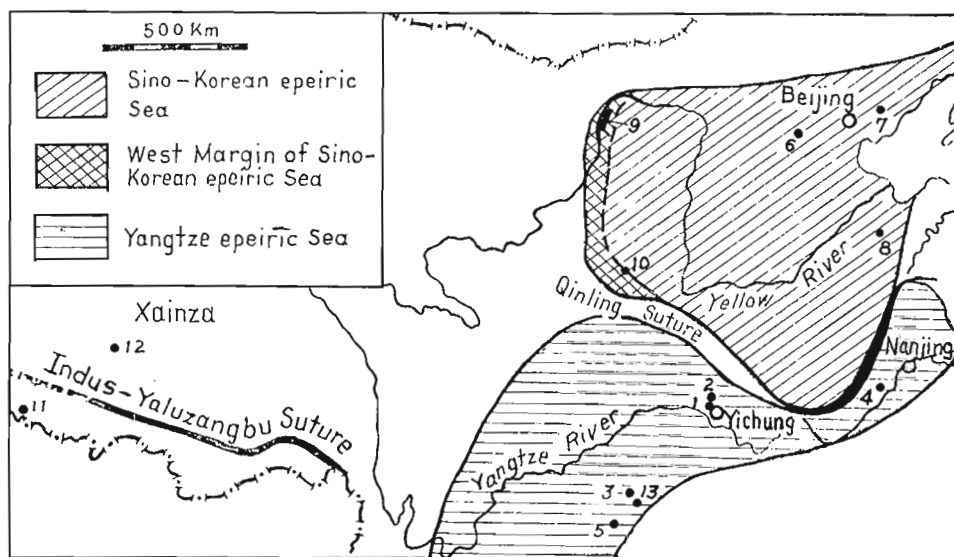 500 Km
Sino-Korean epeiric
Sea
West Margin of Sino-
Korean epeiric Sea
Yangtze epeiric Sea
Beijing
7
6
9
8
10
Qinling Suture
Yellow River
Xainza
12
Indus-Yaluzangbu Suture
11
Nanjing
4
2
1
Yichung
Yangtze River
3
13
5